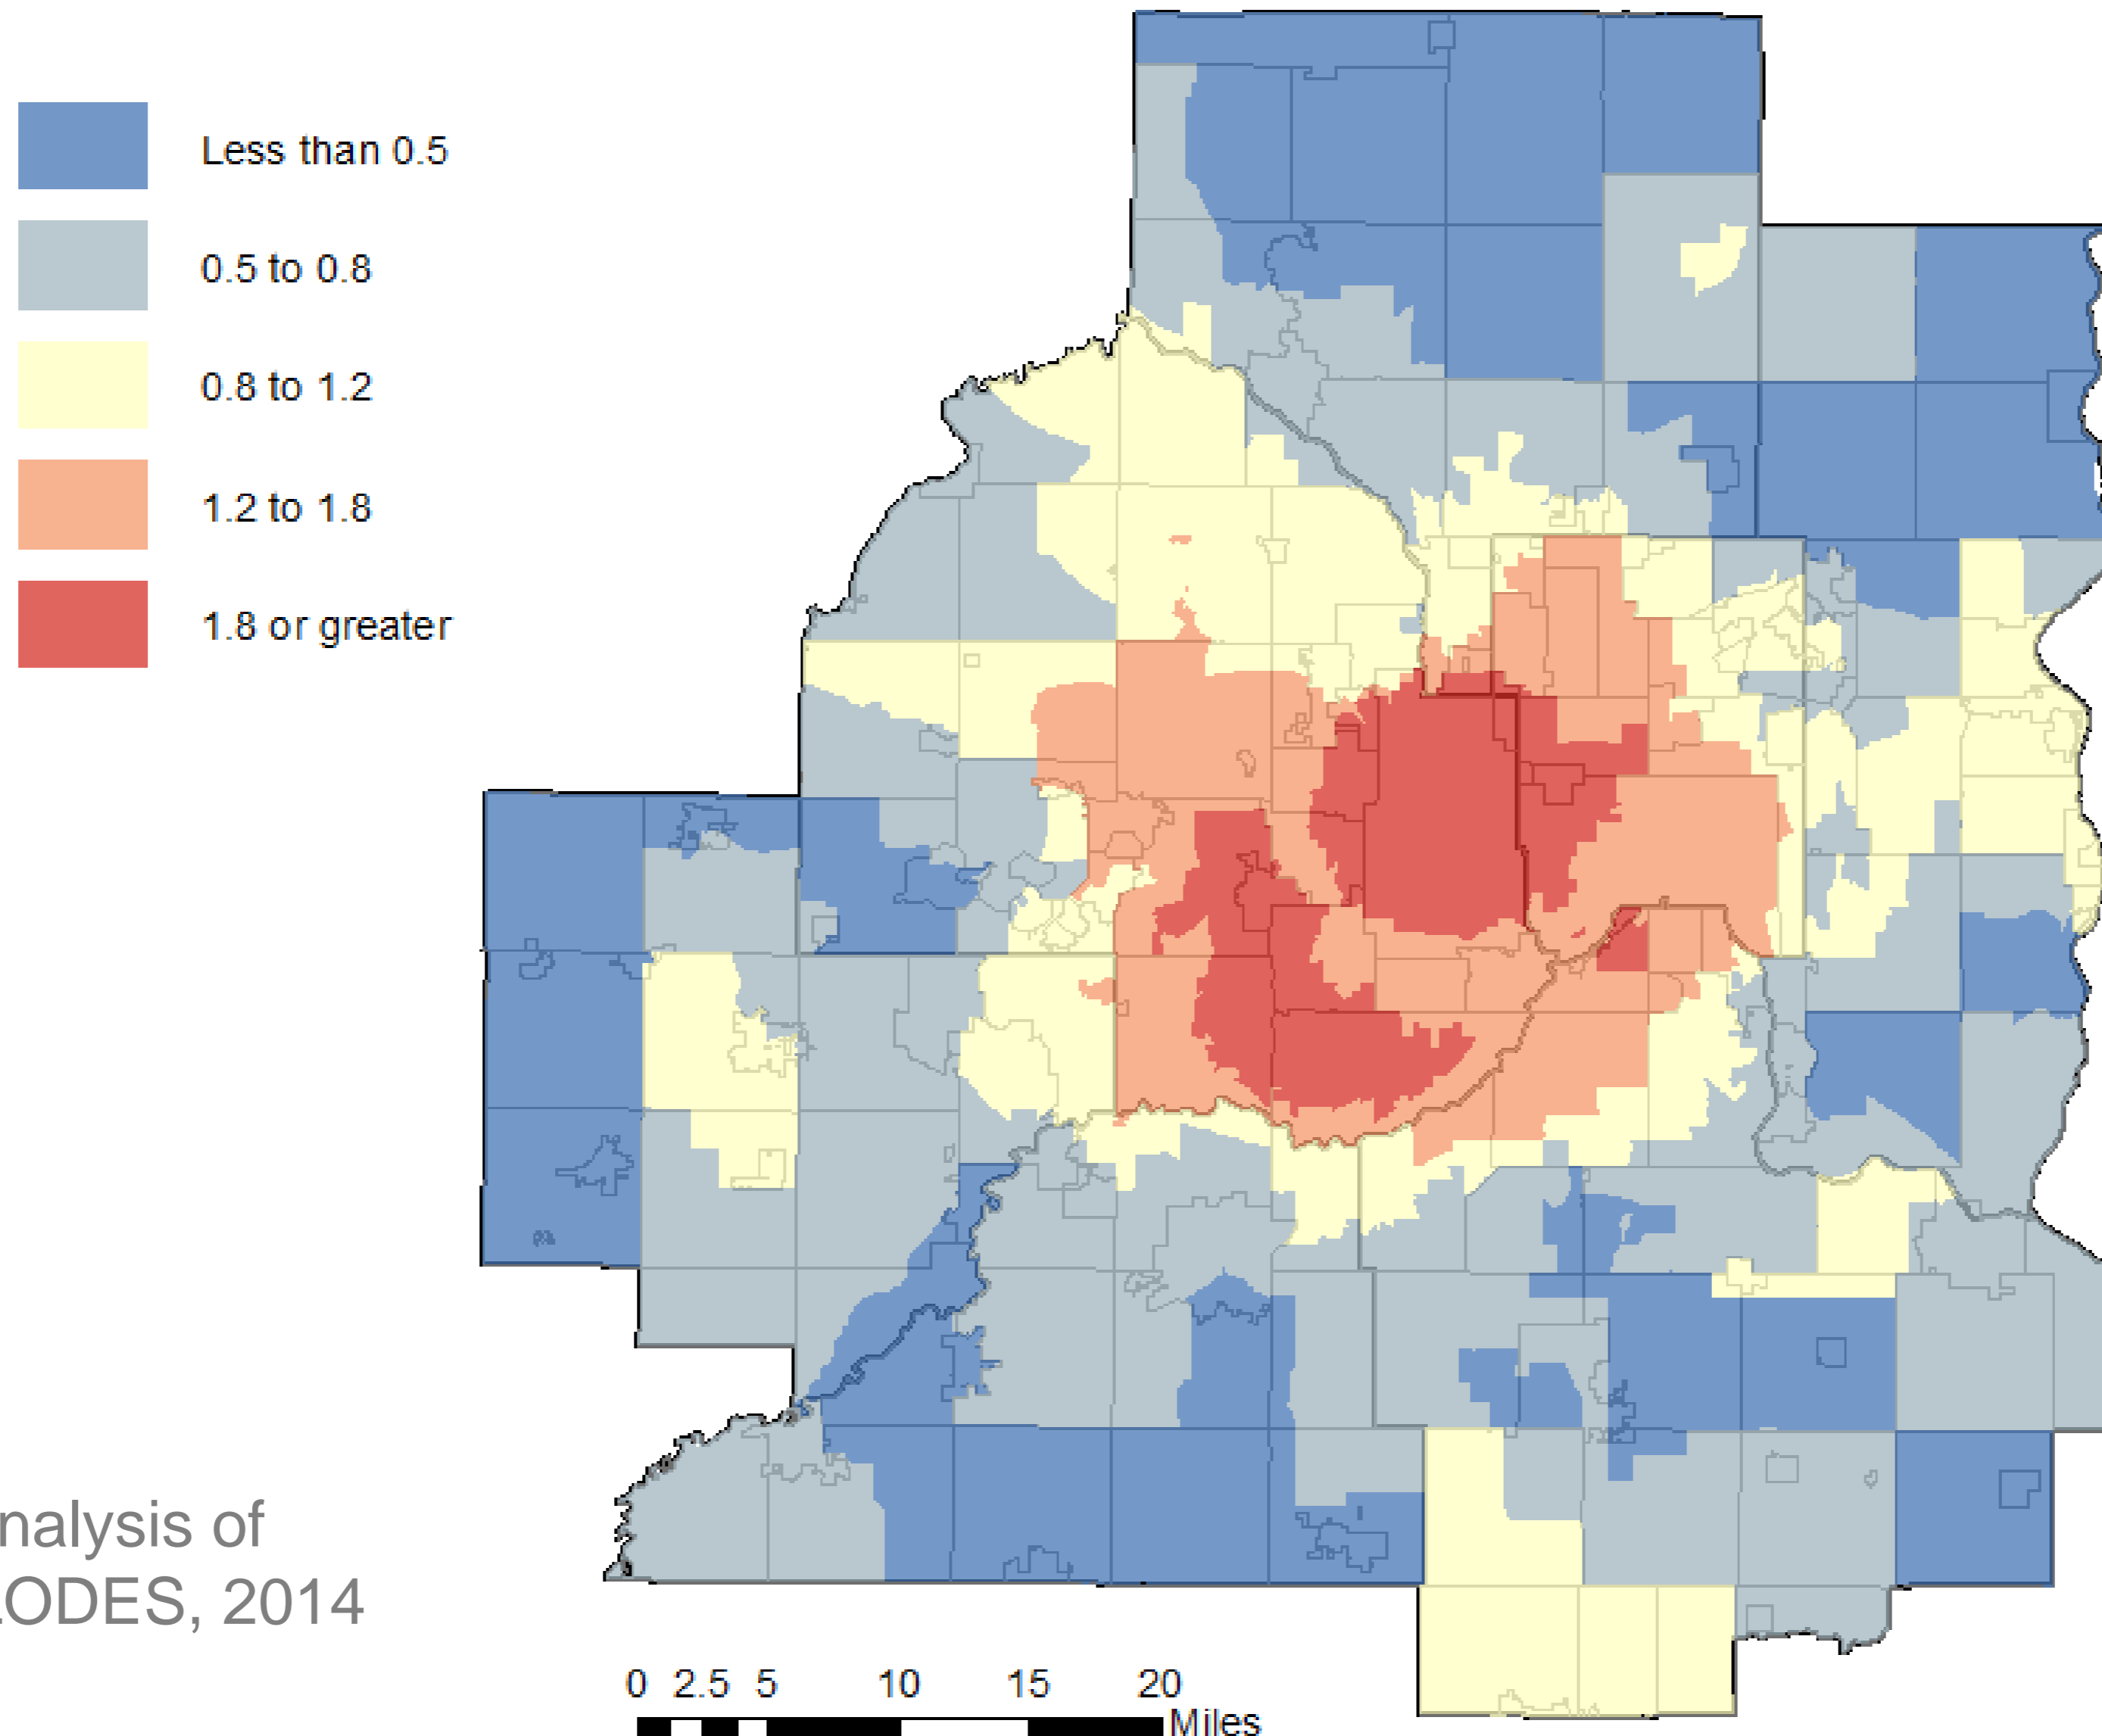 Less than 0.5
0.5 to 0.8
0.8 to 1.2
1.2 to 1.8
1.8 or greater
nalysis of
LODES, 2014
0 2.5 5 10 15 20
Miles